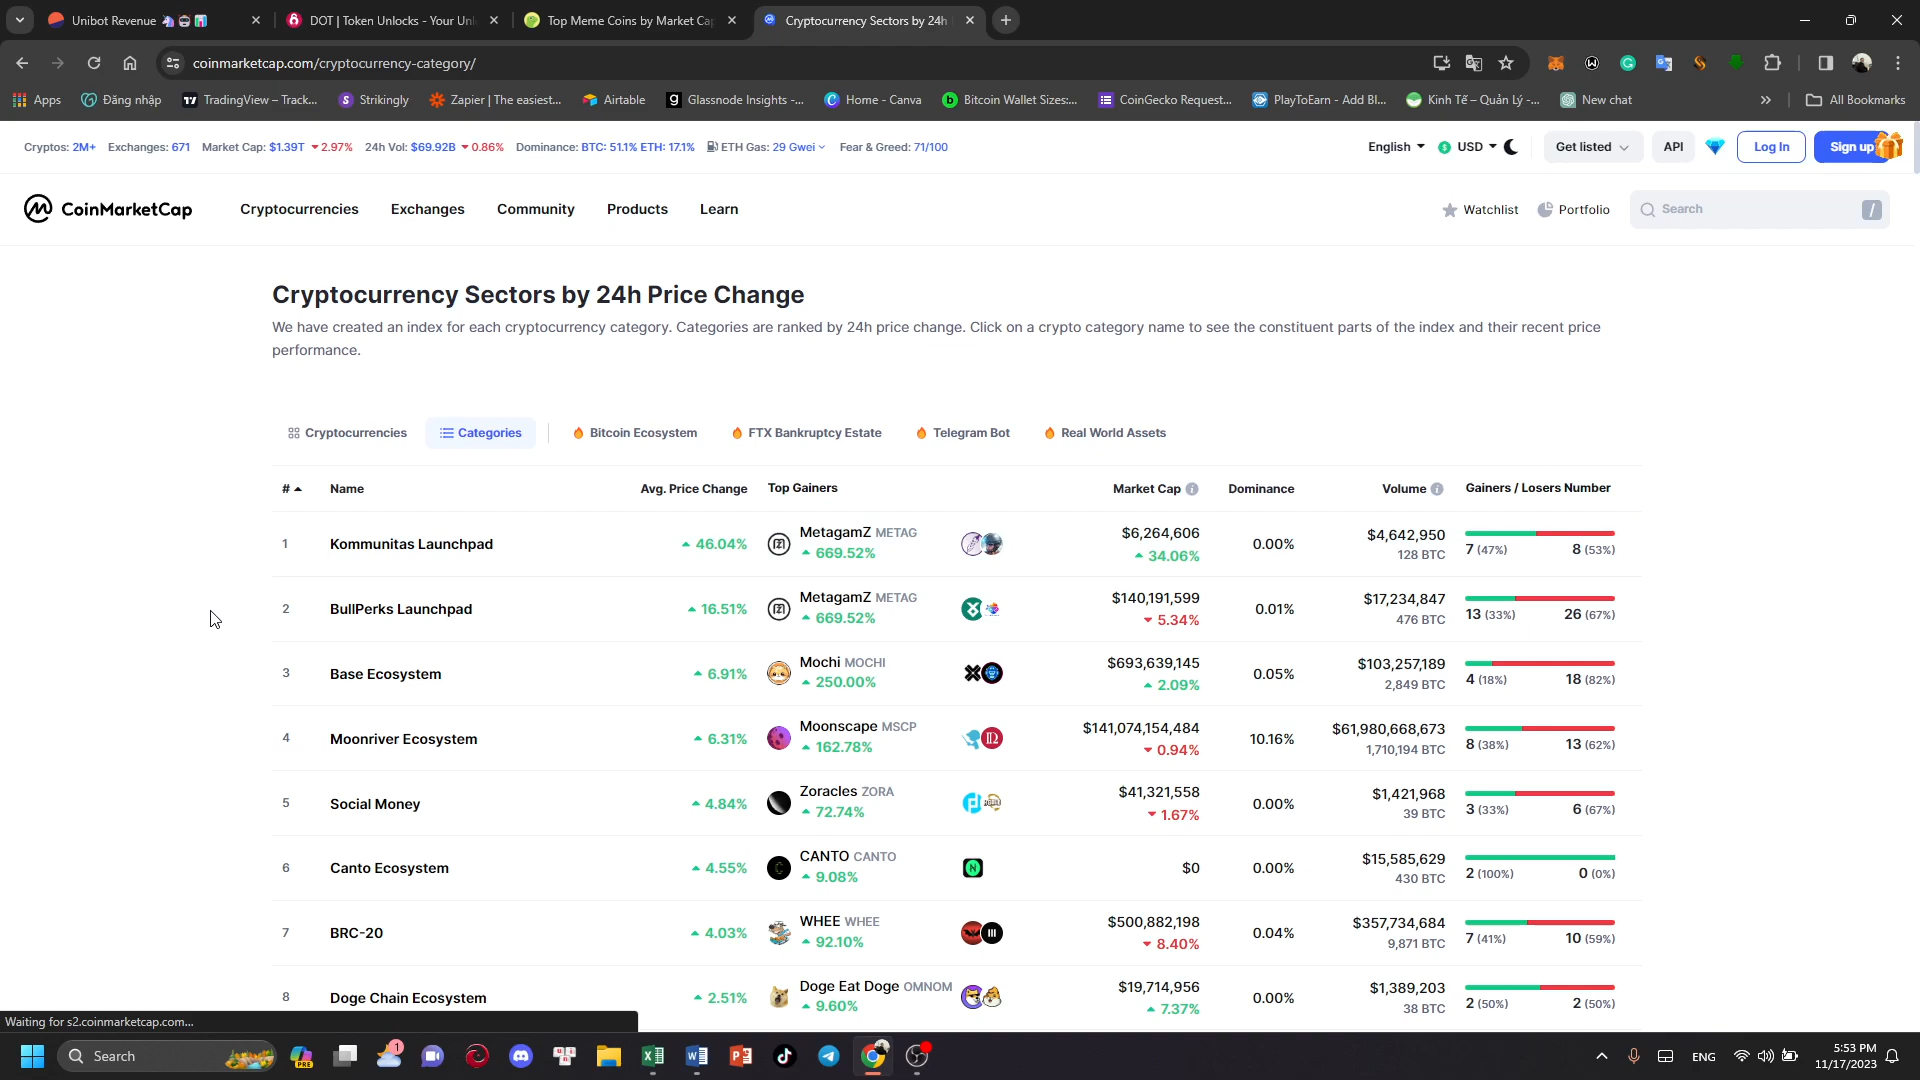 Unibot Revenue
DOT | Token Unlocks - Your Un
Top Meme Coins by Market Ca
Cryptocurrency Sectors by 24h
coinmarketcap.com/cryptocurrency-category/
Apps
Đăng nhập
TradingView – Track...
Strikingly
Zapier | The easiest...
Airtable
Glassnode Insights -...
Home - Canva
Bitcoin Wallet Sizes:...
CoinGecko Request...
PlayToEarn - Add Bl...
Kinh Tế – Quản Lý -...
New chat
All Bookmarks
Cryptos: 2M+ Exchanges: 671 Market Cap: $1.39T 2.97% 24h Vol: $69.92B 0.86% Dominance: BTC: 51.1% ETH: 17.1% ETH Gas: 29 Gwei Fear & Greed: 71/100
English USD Get listed API Log In Sign up
CoinMarketCap Cryptocurrencies Exchanges Community Products Learn Watchlist Portfolio Search /
Cryptocurrency Sectors by 24h Price Change
We have created an index for each cryptocurrency category. Categories are ranked by 24h price change. Click on a crypto category name to see the constituent parts of the index and their recent price
performance.
Cryptocurrencies Categories Bitcoin Ecosystem FTX Bankruptcy Estate Telegram Bot Real World Assets
# Name Avg. Price Change Top Gainers Market Cap Dominance Volume Gainers / Losers Number
1 Kommunitas Launchpad 46.04% MetagamZ METAG $6,264,606 0.00% $4,642,950
669.52% 34.06% 128 BTC 7 (47%) 8 (53%)
2 BullPerks Launchpad 16.51% MetagamZ METAG $140,191,599 0.01% $17,234,847
669.52% 5.34% 476 BTC 13 (33%) 26 (67%)
3 Base Ecosystem 6.91% Mochi MOCHI $693,639,145 0.05% $103,257,189
250.00% 2.09% 2,849 BTC 4 (18%) 18 (82%)
4 Moonriver Ecosystem 6.31% Moonscape MSCP $141,074,154,484 10.16% $61,980,668,673
162.78% 0.94% 1,710,194 BTC 8 (38%) 13 (62%)
5 Social Money 4.84% Zoracles ZORA $41,321,558 0.00% $1,421,968
72.74% 1.67% 39 BTC 3 (33%) 6 (67%)
6 Canto Ecosystem 4.55% CANTO CANTO $0 0.00% $15,585,629
9.08% 430 BTC 2 (100%) 0 (0%)
7 BRC-20 4.03% WHEE WHEE $500,882,198 0.04% $357,734,684
92.10% 8.40% 9,871 BTC 7 (41%) 10 (59%)
8 Doge Chain Ecosystem 2.51% Doge Eat Doge OMNOM $19,714,956 0.00% $1,389,203
9.60% 7.37% 38 BTC 2 (50%) 2 (50%)
Waiting for s2.coinmarketcap.com...
Search
1
ENG
5:53 PM
11/17/2023